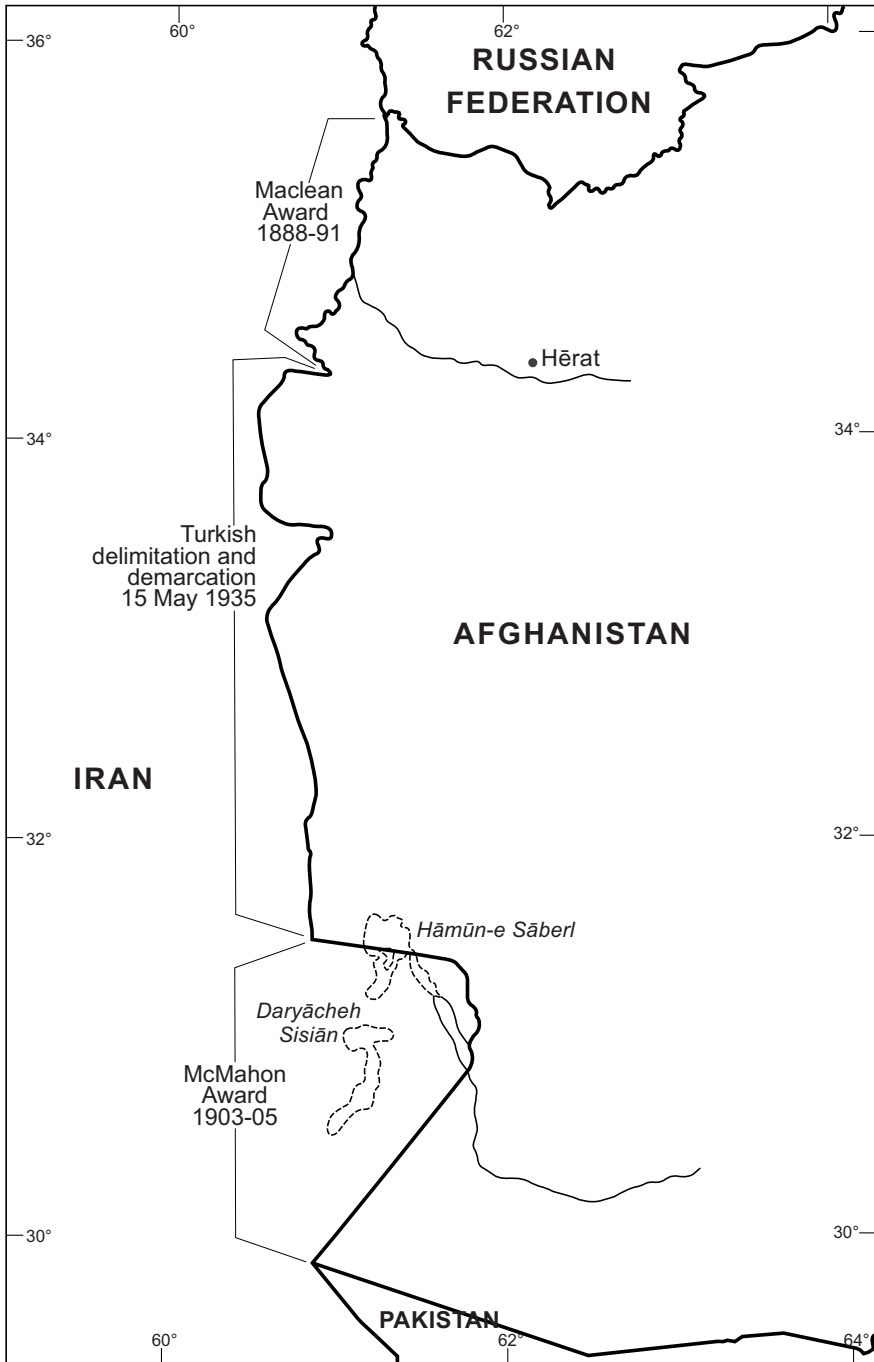 60°
62°
36°
RUSSIAN
FEDERATION
Maclean
Award
1888-91
Hērat
34°
34°
Turkish
delimitation and
demarcation
15 May 1935
AFGHANISTAN
IRAN
32°
32°
Hāmūn-e Sāberl
Daryācheh
Sisiān
McMahon
Award
1903-05
30°
30°
PAKISTAN
60°
62°
64°